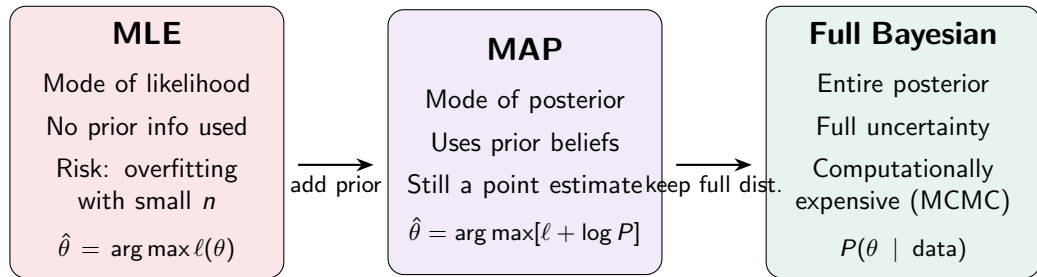 MLE
Mode of likelihood
No prior info used
Risk: overfitting
with small n
θ̂ = arg max ℓ(θ)
add prior
MAP
Mode of posterior
Uses prior beliefs
Still a point estimate
θ̂ = arg max[ℓ + log P]
keep full dist.
Full Bayesian
Entire posterior
Full uncertainty
Computationally
expensive (MCMC)
P(θ | data)